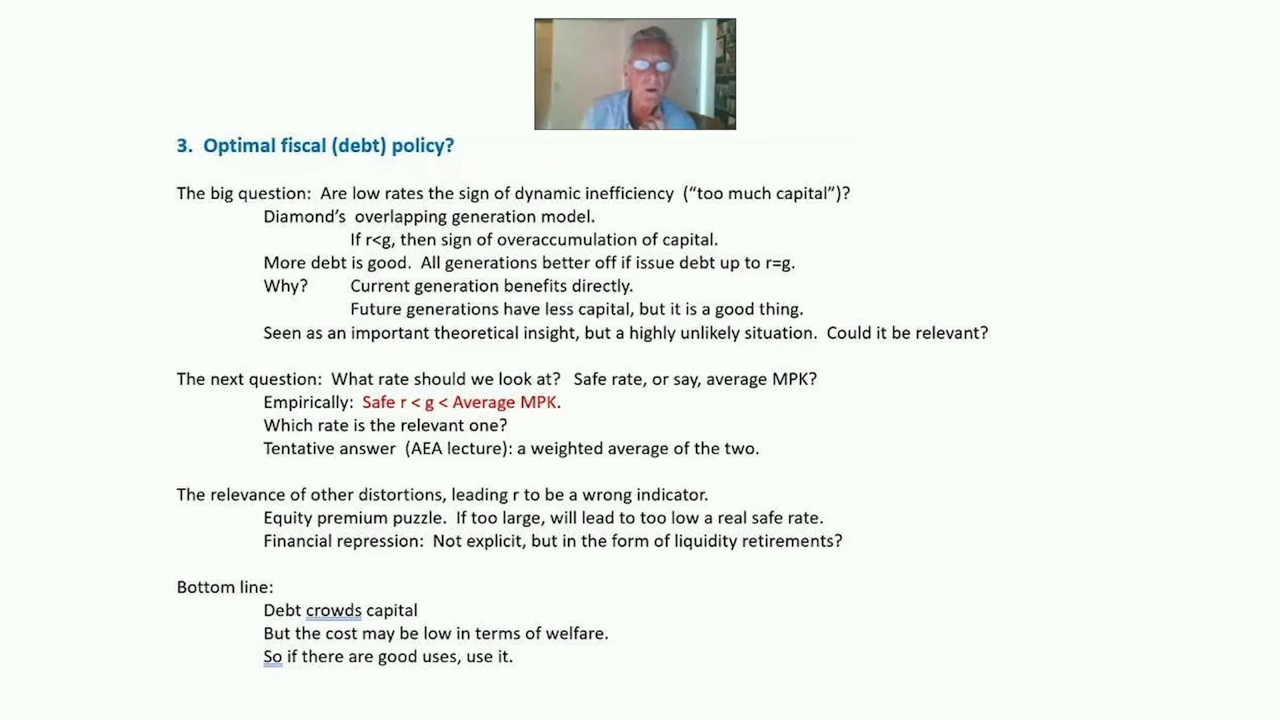 3. Optimal fiscal (debt) policy?
The big question: Are low rates the sign of dynamic inefficiency ("too much capital")?
Diamond's overlapping generation model.
If r<g, then sign of overaccumulation of capital.
More debt is good. All generations better off if issue debt up to r=g.
Why? Current generation benefits directly.
Future generations have less capital, but it is a good thing.
Seen as an important theoretical insight, but a highly unlikely situation. Could it be relevant?
The next question: What rate should we look at? Safe rate, or say, average MPK?
Empirically: Safe r < g < Average MPK.
Which rate is the relevant one?
Tentative answer (AEA lecture): a weighted average of the two.
The relevance of other distortions, leading r to be a wrong indicator.
Equity premium puzzle. If too large, will lead to too low a real safe rate.
Financial repression: Not explicit, but in the form of liquidity retirements?
Bottom line:
Debt crowds capital
But the cost may be low in terms of welfare.
So if there are good uses, use it.